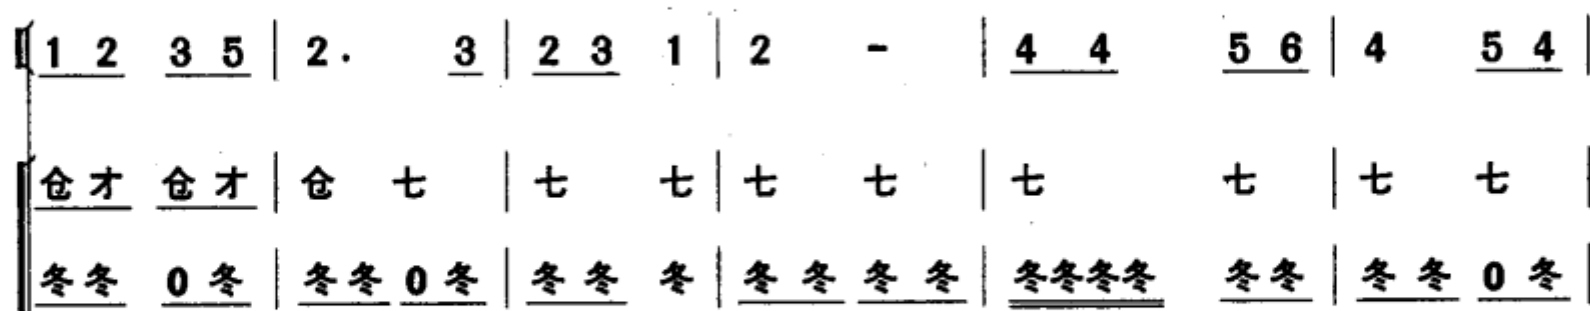 1 2 3 5 | 2. 3 | 2 3 1 | 2 - | 4 4 5 6 | 4 5 4 |
仓才 仓才 | 仓 七 | 七 七 | 七 七 | 七 七 | 七 七 |
冬冬 0冬 | 冬冬 0冬 | 冬冬 冬 | 冬冬 冬冬 | 冬冬冬冬 冬冬 | 冬冬 0冬 |